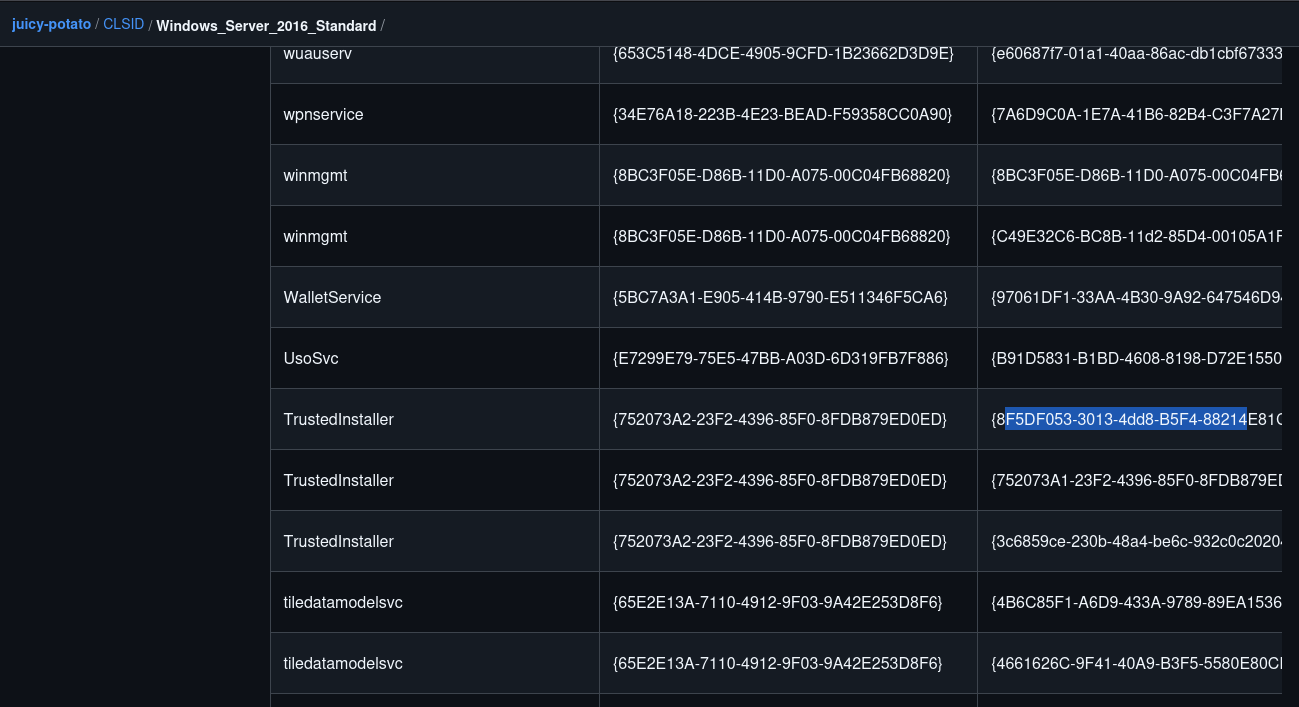 juicy-potato / CLSID / Windows_Server_2016_Standard /
wuauserv {653C5148-4DCE-4905-9CFD-1B23662D3D9E} {e60687f7-01a1-40aa-86ac-db1cbf67333
wpnservice {34E76A18-223B-4E23-BEAD-F59358CC0A90} {7A6D9C0A-1E7A-41B6-82B4-C3F7A27
winmgmt {8BC3F05E-D86B-11D0-A075-00C04FB68820} {8BC3F05E-D86B-11D0-A075-00C04FB
winmgmt {8BC3F05E-D86B-11D0-A075-00C04FB68820} {C49E32C6-BC8B-11d2-85D4-00105A1F
WalletService {5BC7A3A1-E905-414B-9790-E511346F5CA6} {97061DF1-33AA-4B30-9A92-647546D9
UsoSvc {E7299E79-75E5-47BB-A03D-6D319FB7F886} {B91D5831-B1BD-4608-8198-D72E1550
TrustedInstaller {752073A2-23F2-4396-85F0-8FDB879ED0ED} {8F5DF053-3013-4dd8-B5F4-88214E81C
TrustedInstaller {752073A2-23F2-4396-85F0-8FDB879ED0ED} {752073A1-23F2-4396-85F0-8FDB879E
TrustedInstaller {752073A2-23F2-4396-85F0-8FDB879ED0ED} {3c6859ce-230b-48a4-be6c-932c0c2020
tiledatamodelsvc {65E2E13A-7110-4912-9F03-9A42E253D8F6} {4B6C85F1-A6D9-433A-9789-89EA1536
tiledatamodelsvc {65E2E13A-7110-4912-9F03-9A42E253D8F6} {4661626C-9F41-40A9-B3F5-5580E80C